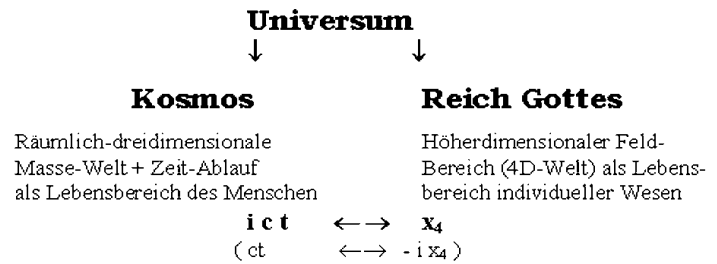 Universum
↓ ↓
Kosmos Reich Gottes
Räumlich-dreidimensionale
Masse-Welt + Zeit-Ablauf
als Lebensbereich des Menschen
Höherdimensionaler Feld-
Bereich (4D-Welt) als Lebens-
bereich individueller Wesen
i c t ←→ x₄
( ct ←→ - i x₄ )